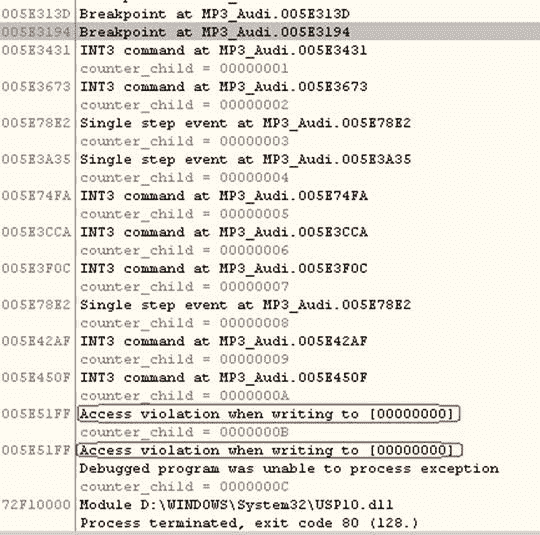 005E313D Breakpoint at MP3_Audi.005E313D
005E3194 Breakpoint at MP3_Audi.005E3194
005E3431 INT3 command at MP3_Audi.005E3431
counter_child = 00000001
005E3673 INT3 command at MP3_Audi.005E3673
counter_child = 00000002
005E78E2 Single step event at MP3_Audi.005E78E2
counter_child = 00000003
005E3A35 Single step event at MP3_Audi.005E3A35
counter_child = 00000004
005E74FA INT3 command at MP3_Audi.005E74FA
counter_child = 00000005
005E3CCA INT3 command at MP3_Audi.005E3CCA
counter_child = 00000006
005E3F0C INT3 command at MP3_Audi.005E3F0C
counter_child = 00000007
005E78E2 Single step event at MP3_Audi.005E78E2
counter_child = 00000008
005E42AF INT3 command at MP3_Audi.005E42AF
counter_child = 00000009
005E450F INT3 command at MP3_Audi.005E450F
counter_child = 0000000A
005E51FF Access violation when writing to [00000000]
counter_child = 0000000B
005E51FF Access violation when writing to [00000000]
Debugged program was unable to process exception
counter_child = 0000000C
72F10000 Module D:\WINDOWS\System32\USP10.dll
Process terminated, exit code 80 (128.)